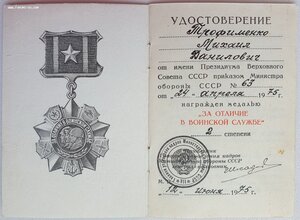 УДОСТОВЕРЕНИЕ
Трофименко
Михаил
Данилович
от имени Президиума Верховного
Совета СССР приказом Министра
обороны СССР № 63
от "24" апреля 1975 г.
награжден медалью
"ЗА ОТЛИЧИЕ
В ВОИНСКОЙ СЛУЖБЕ"
2 степени
кадров
М.
июня 1975 г.